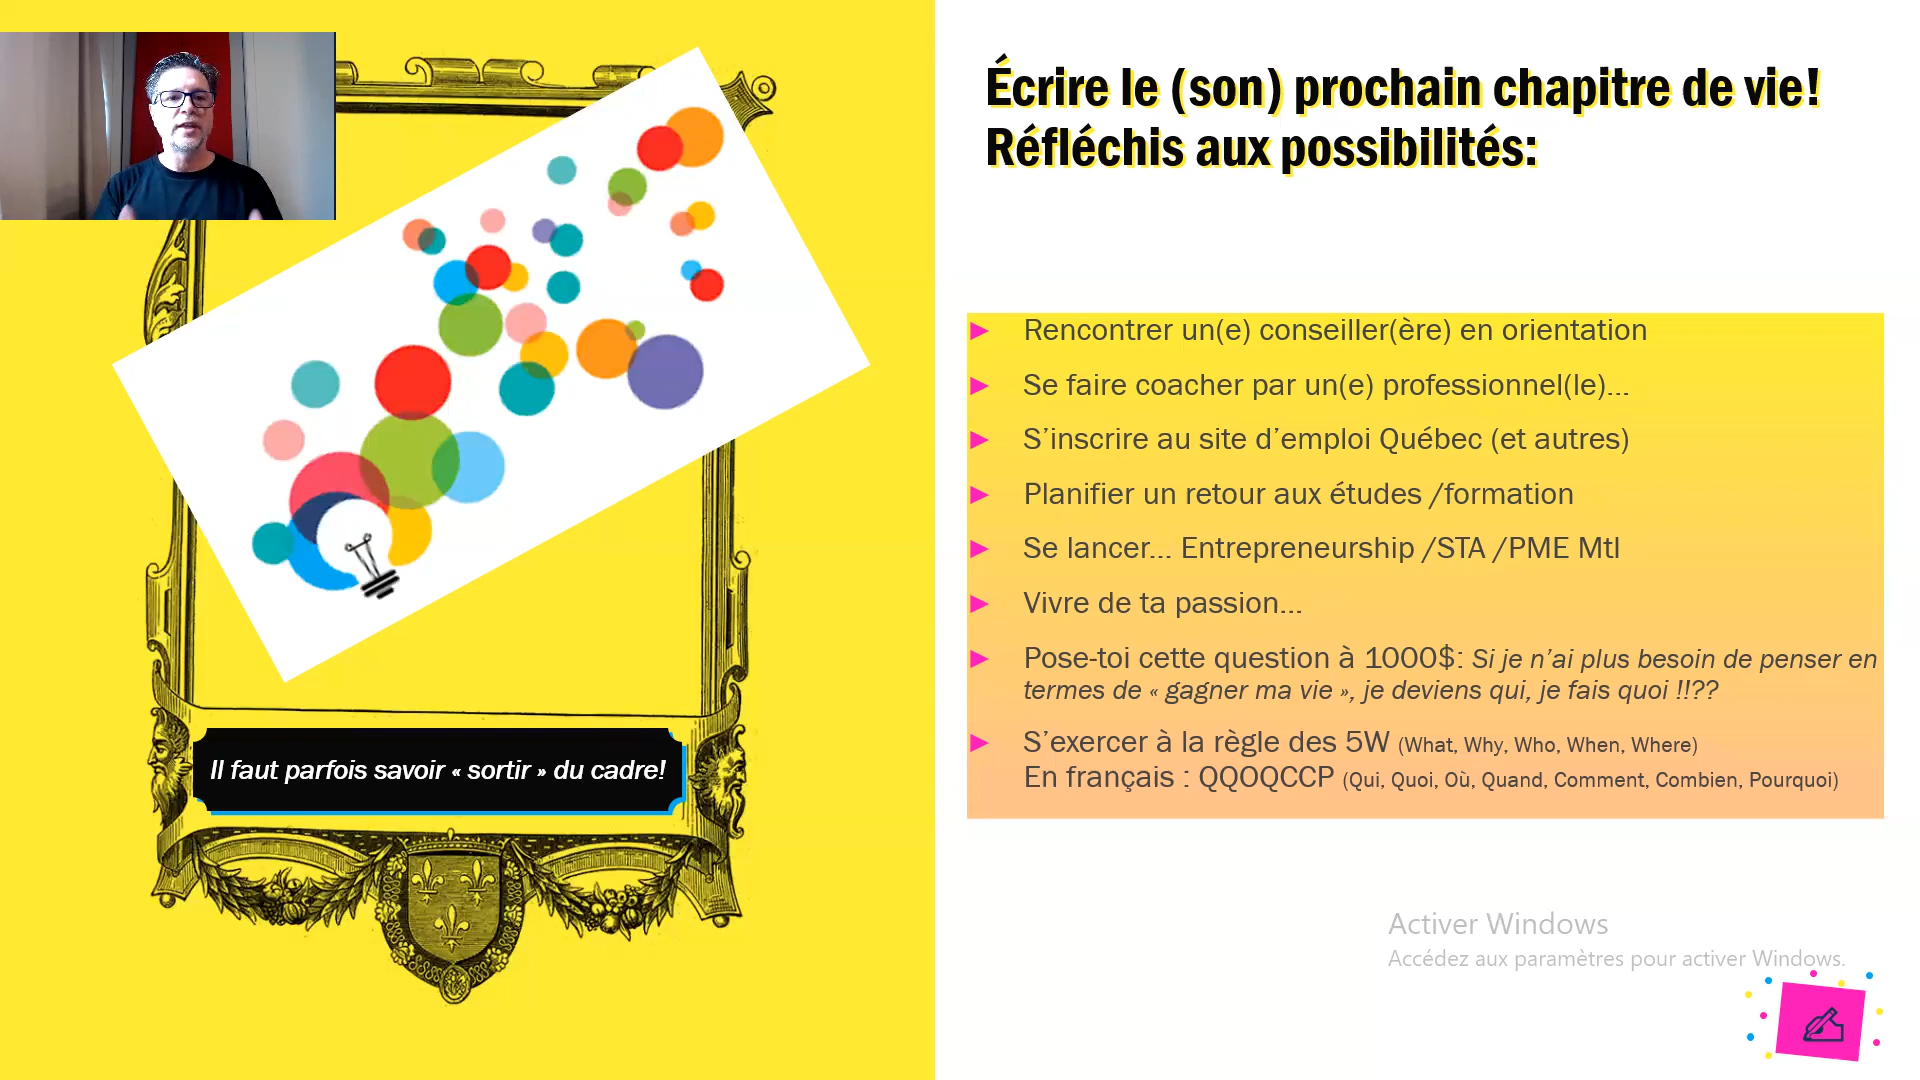 Écrire le (son) prochain chapitre de vie!
Réfléchis aux possibilités:
Rencontrer un(e) conseiller(ère) en orientation
Se faire coacher par un(e) professionnel(le)…
S’inscrire au site d’emploi Québec (et autres)
Planifier un retour aux études /formation
Se lancer… Entrepreneurship /STA /PME Mtl
Vivre de ta passion…
Pose-toi cette question à 1000$: Si je n’ai plus besoin de penser en
termes de « gagner ma vie », je deviens qui, je fais quoi !!??
S’exercer à la règle des 5W (What, Why, Who, When, Where)
En français : QQOQCCP (Qui, Quoi, Où, Quand, Comment, Combien, Pourquoi)
Il faut parfois savoir « sortir » du cadre!
Activer Windows
Accédez aux paramètres pour activer Windows.